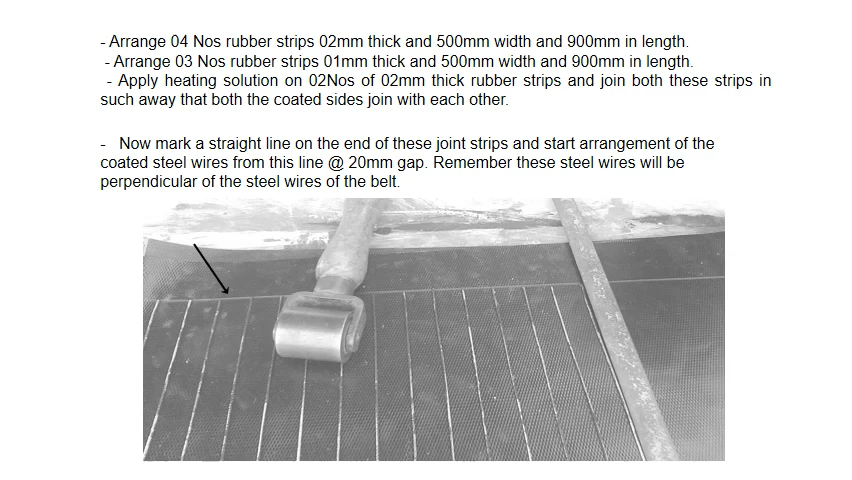 - Arrange 04 Nos rubber strips 02mm thick and 500mm width and 900mm in length.
- Arrange 03 Nos rubber strips 01mm thick and 500mm width and 900mm in length.
- Apply heating solution on 02Nos of 02mm thick rubber strips and join both these strips in
such away that both the coated sides join with each other.
- Now mark a straight line on the end of these joint strips and start arrangement of the
coated steel wires from this line @ 20mm gap. Remember these steel wires will be
perpendicular of the steel wires of the belt.